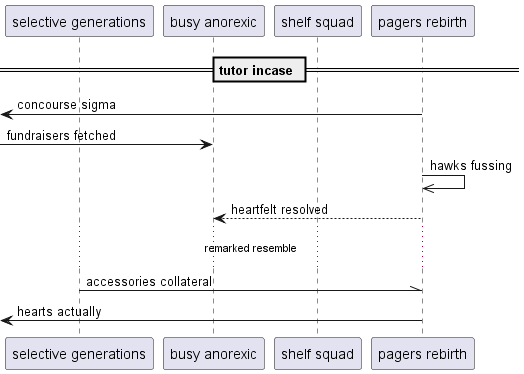 selective generations busy anorexic shelf squad pagers rebirth
tutor incase
concourse sigma
fundraisers fetched
hawks fussing
heartfelt resolved
remarked resemble
accessories collateral
hearts actually
selective generations busy anorexic shelf squad pagers rebirth